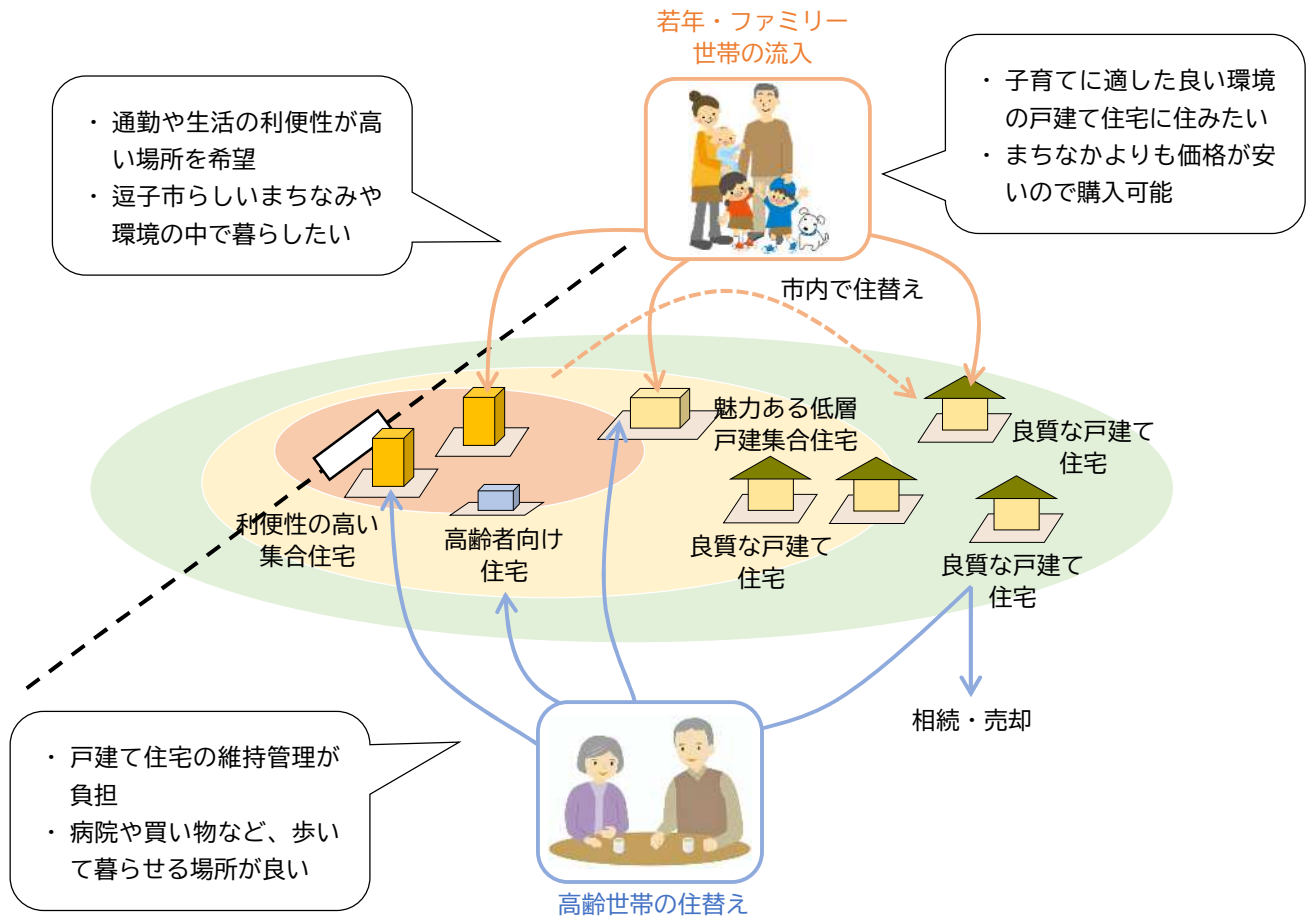 若年・ファミリー
世帯の流入
・ 通勤や生活の利便性が高
い場所を希望
・ 逗子市らしいまちなみや
環境の中で暮らしたい
・ 子育てに適した良い環境
の戸建て住宅に住みたい
・ まちなかよりも価格が安
いので購入可能
市内で住替え
魅力ある低層
戸建集合住宅
良質な戸建て
住宅
利便性の高い
集合住宅
高齢者向け
住宅
良質な戸建て
住宅
良質な戸建て
住宅
相続・売却
・ 戸建て住宅の維持管理が
負担
・ 病院や買い物など、歩い
て暮らせる場所が良い
高齢世帯の住替え